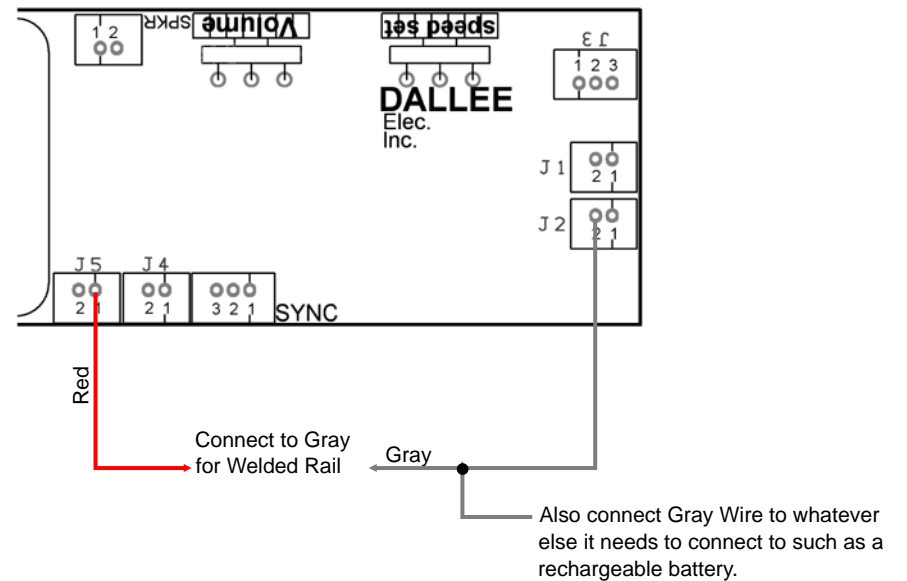 1 2
SPKR
Volume
speed set
J 3
1 2 3
DALLEE
Elec.
Inc.
J 1
2 1
J 2
2 1
J 5
2 1
J 4
2 1
3 2 1
SYNC
Red
Connect to Gray
for Welded Rail
Gray
Also connect Gray Wire to whatever
else it needs to connect to such as a
rechargeable battery.